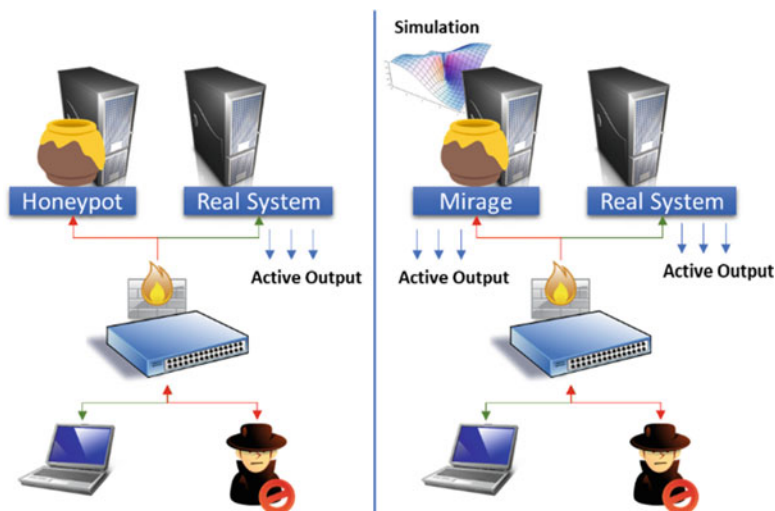 Honeypot
Real System
Active Output
Simulation
Mirage
Real System
Active Output
Active Output